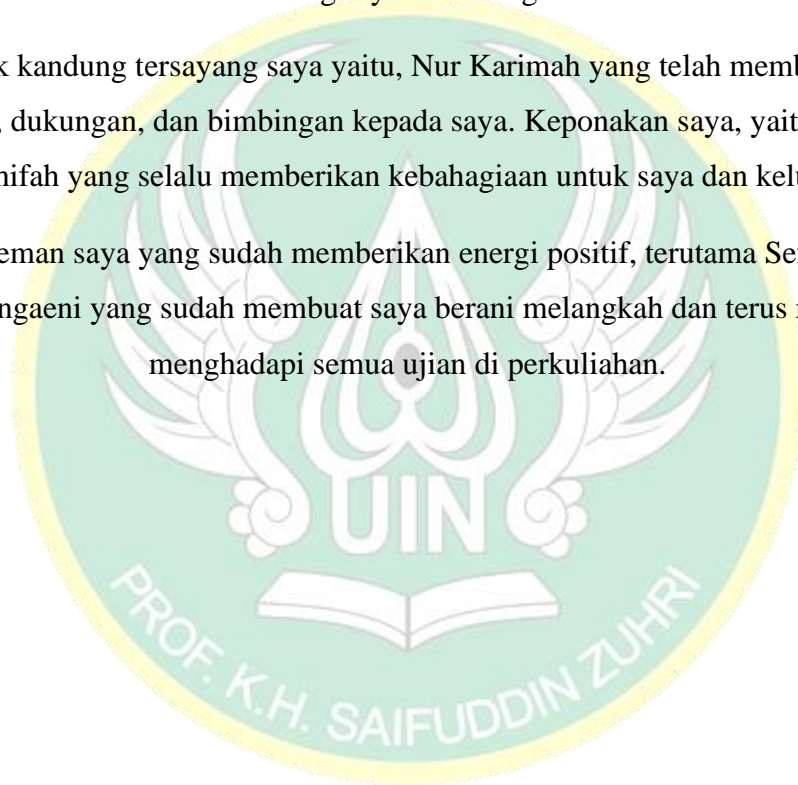 k kandung tersayang saya yaitu, Nur Karimah yang telah memb
, dukungan, dan bimbingan kepada saya. Keponakan saya, yait
nifah yang selalu memberikan kebahagiaan untuk saya dan kelu
eman saya yang sudah memberikan energi positif, terutama Se
ngaeni yang sudah membuat saya berani melangkah dan terus
menghadapi semua ujian di perkuliahan.
UIN
PROF. K.H. SAIFUDDIN ZUHRI